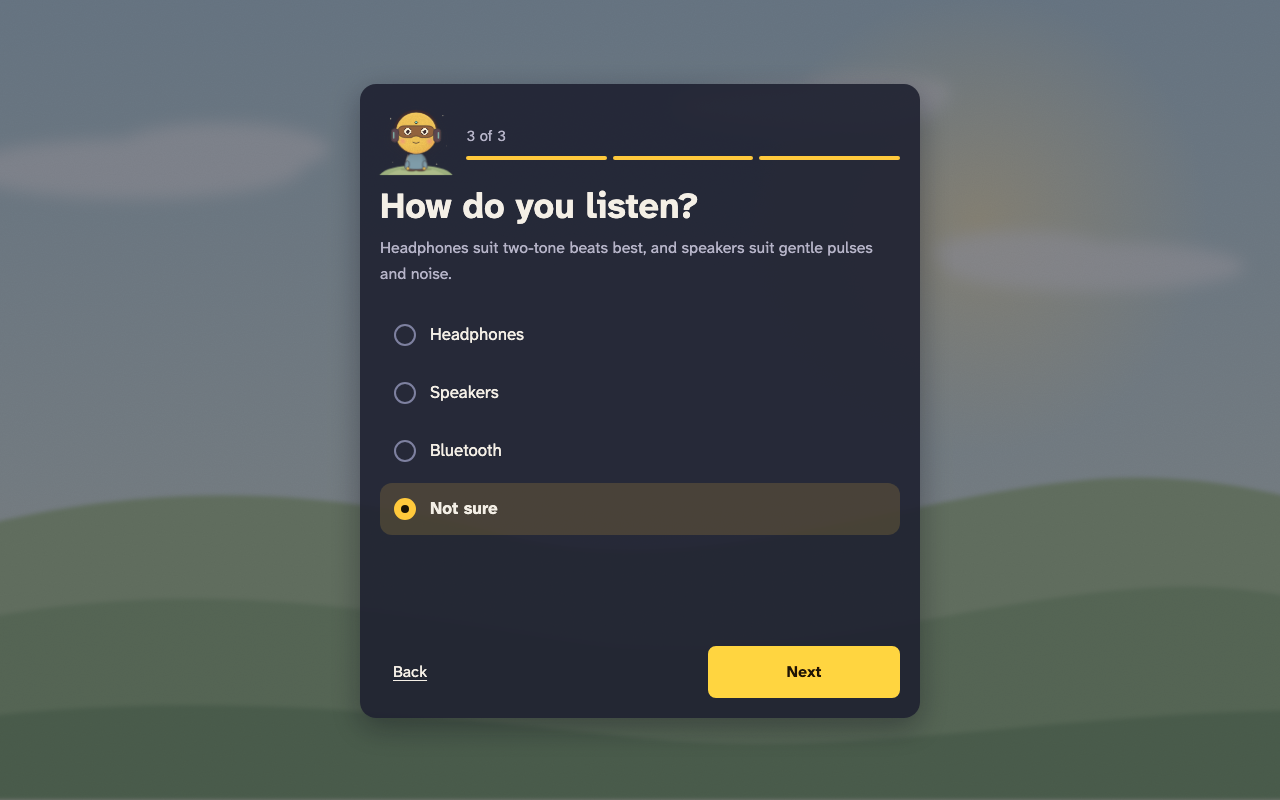 3 of 3
How do you listen?
Headphones suit two-tone beats best, and speakers suit gentle pulses
and noise.
Headphones
Speakers
Bluetooth
Not sure
Back
Next